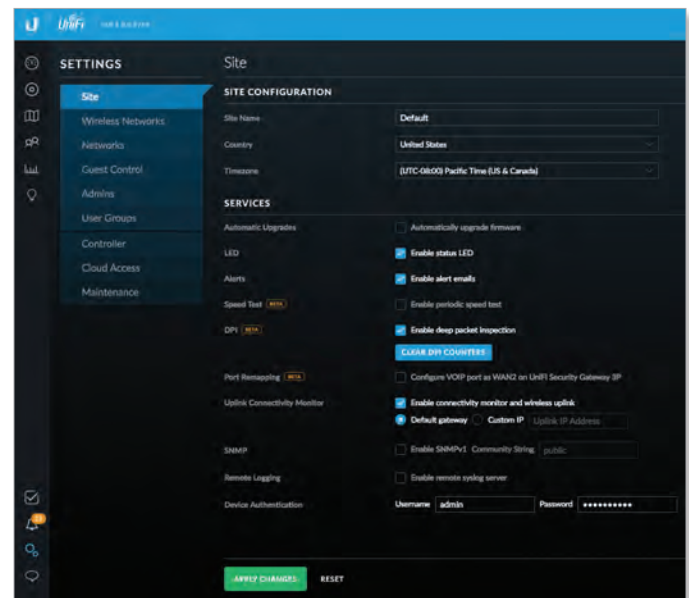 U UniFi
SETTINGS
Site
Wireless Networks
Networks
Guest Control
Admins
User Groups
Controller
Cloud Access
Maintenance
Site
SITE CONFIGURATION
Site Name Default
Country United States
Timezone (UTC-08:00) Pacific Time (US & Canada)
SERVICES
Automatic Upgrades Automatically upgrade firmware
LED Enable status LED
Alerts Enable alert emails
Speed Test BETA Enable periodic speed test
DPI BETA Enable deep packet inspection
CLEAR DPI COUNTERS
Port Remapping BETA Configure VOIP port as WAN2 on UniFi Security Gateway 3P
Uplink Connectivity Monitor Enable connectivity monitor and wireless uplink
Default gateway Custom IP Uplink IP Address
SNMP Enable SNMPv1 Community String public
Remote Logging Enable remote syslog server
Device Authentication Username admin Password ••••••••••
APPLY CHANGES RESET